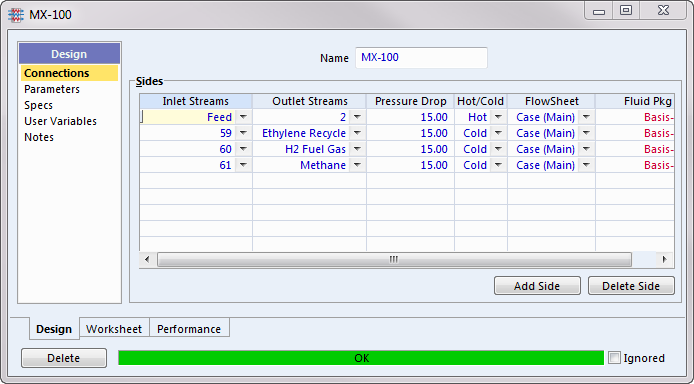 MX-100
Design
Connections
Parameters
Specs
User Variables
Notes
Name MX-100
Sides
Inlet Streams Outlet Streams Pressure Drop Hot/Cold FlowSheet Fluid Pkg
Feed 2 15.00 Hot Case (Main) Basis-
59 Ethylene Recycle 15.00 Cold Case (Main) Basis-
60 H2 Fuel Gas 15.00 Cold Case (Main) Basis-
61 Methane 15.00 Cold Case (Main) Basis-
Add Side Delete Side
Design Worksheet Performance
Delete OK Ignored